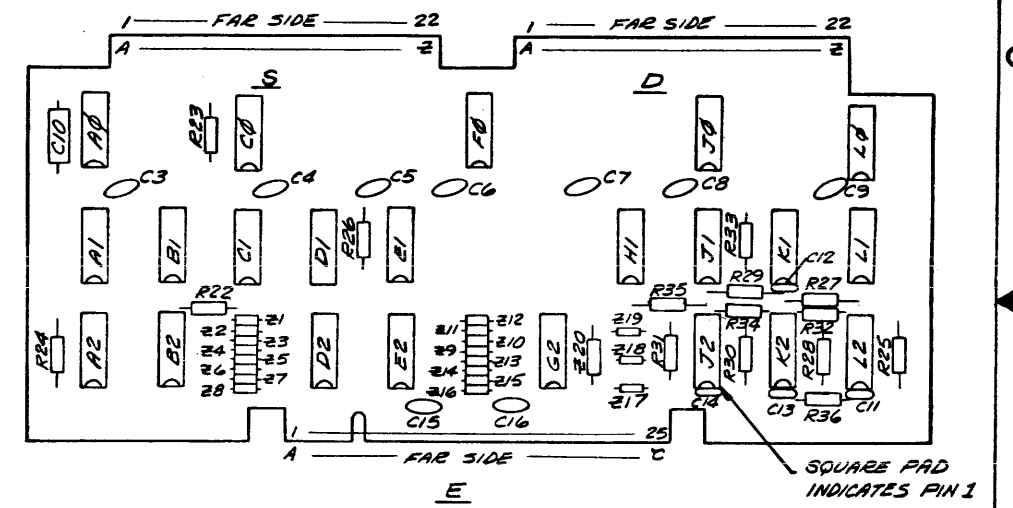 1 FAR SIDE 22 1 FAR SIDE 22
A Z A Z
S D
C10 AØ R23 CØ FØ JØ LØ
C3 C4 C5 C6 C7 C8 C9
A1 B1 C1 D1 R26 E1 H1 J1 R33 K1 L1
C12
R22 R35 R29 R27
R34 R32
R24 A2 B2 D2 E2 G2 Z20 R31 J2 R30 K2 R28 L2 R25
Z1 Z12 Z19
Z2 Z11
Z3 Z10
Z4 Z9 Z18
Z5 Z13
Z6 Z14
Z7 Z15
Z8 Z16 Z17
C15 C16 C14 C13 R36 C11
1 25
A FAR SIDE C
E
SQUARE PAD
INDICATES PIN 1